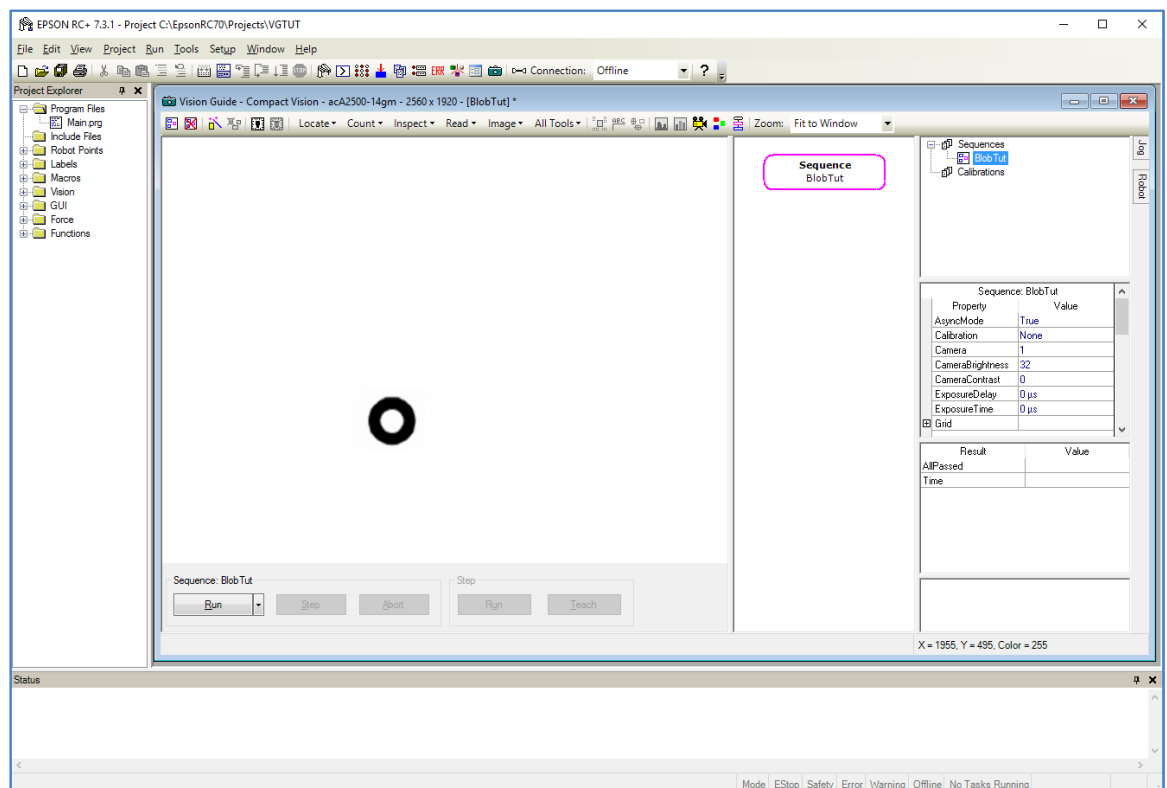 EPSON RC+ 7.3.1 - Project C:\EpsonRC70\Projects\VGTUT
File Edit View Project Run Tools Setup Window Help
STOP ERR Connection: Offline ?
Project Explorer
Program Files
Main.prg
Include Files
Robot Points
Labels
Macros
Vision
GUI
Force
Functions
Vision Guide - Compact Vision - acA2500-14gm - 2560 x 1920 - [BlobTut] *
Locate Count Inspect Read Image All Tools Zoom: Fit to Window
Sequence
BlobTut
Sequences
BlobTut
Calibrations
Jog
Robot
Sequence: BlobTut
Property Value
AsyncMode True
Calibration None
Camera 1
CameraBrightness 32
CameraContrast 0
ExposureDelay 0 µs
ExposureTime 0 µs
Grid
Result Value
AllPassed
Time
Sequence: BlobTut
Run Step Abort
Step
Run Teach
X = 1955, Y = 495, Color = 255
Status
Mode EStop Safety Error Warning Offline No Tasks Running